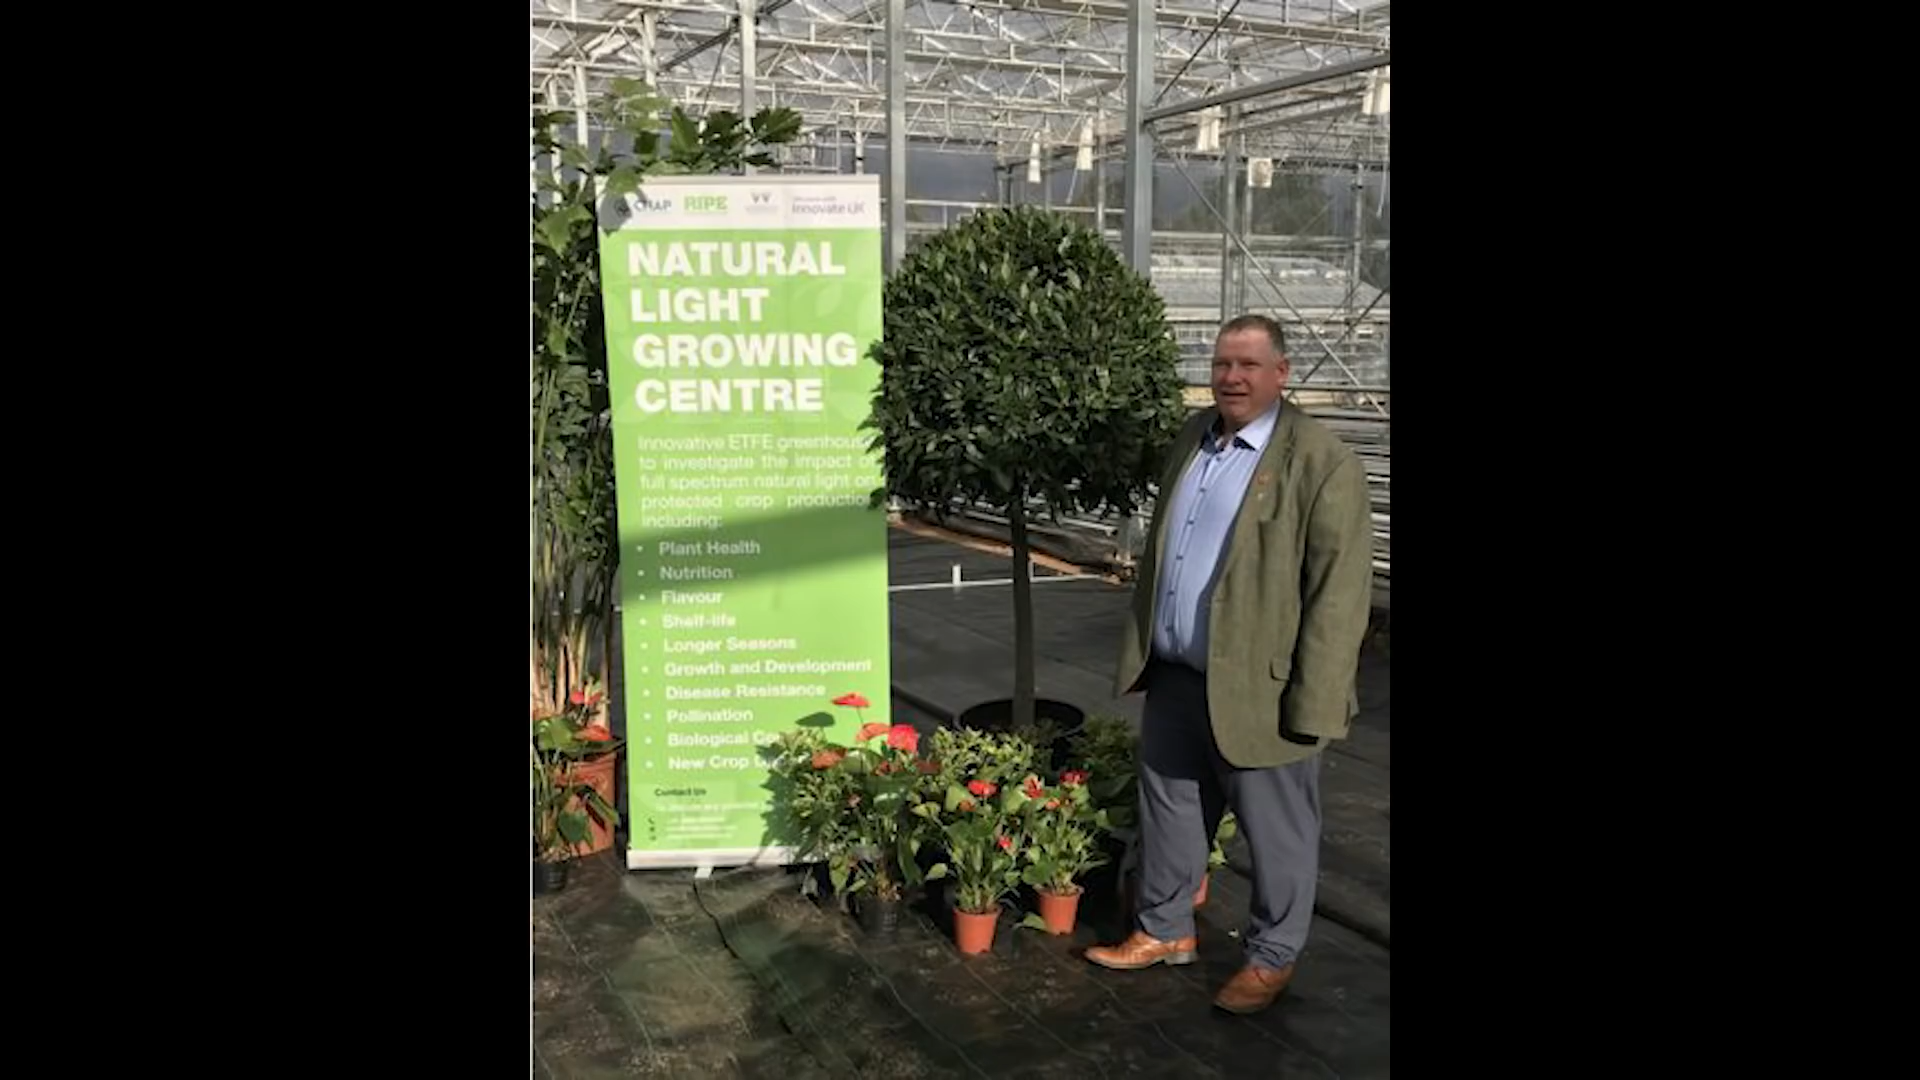 CHAP RIPE Innovate UK
NATURAL
LIGHT
GROWING
CENTRE
Innovative ETFE greenhouse
to investigate the impact of
full spectrum natural light on
protected crop production
including:
• Plant Health
• Nutrition
• Flavour
• Shelf-life
• Longer Seasons
• Growth and Development
• Disease Resistance
• Pollination
• Biological
• New Crop
Contact Us